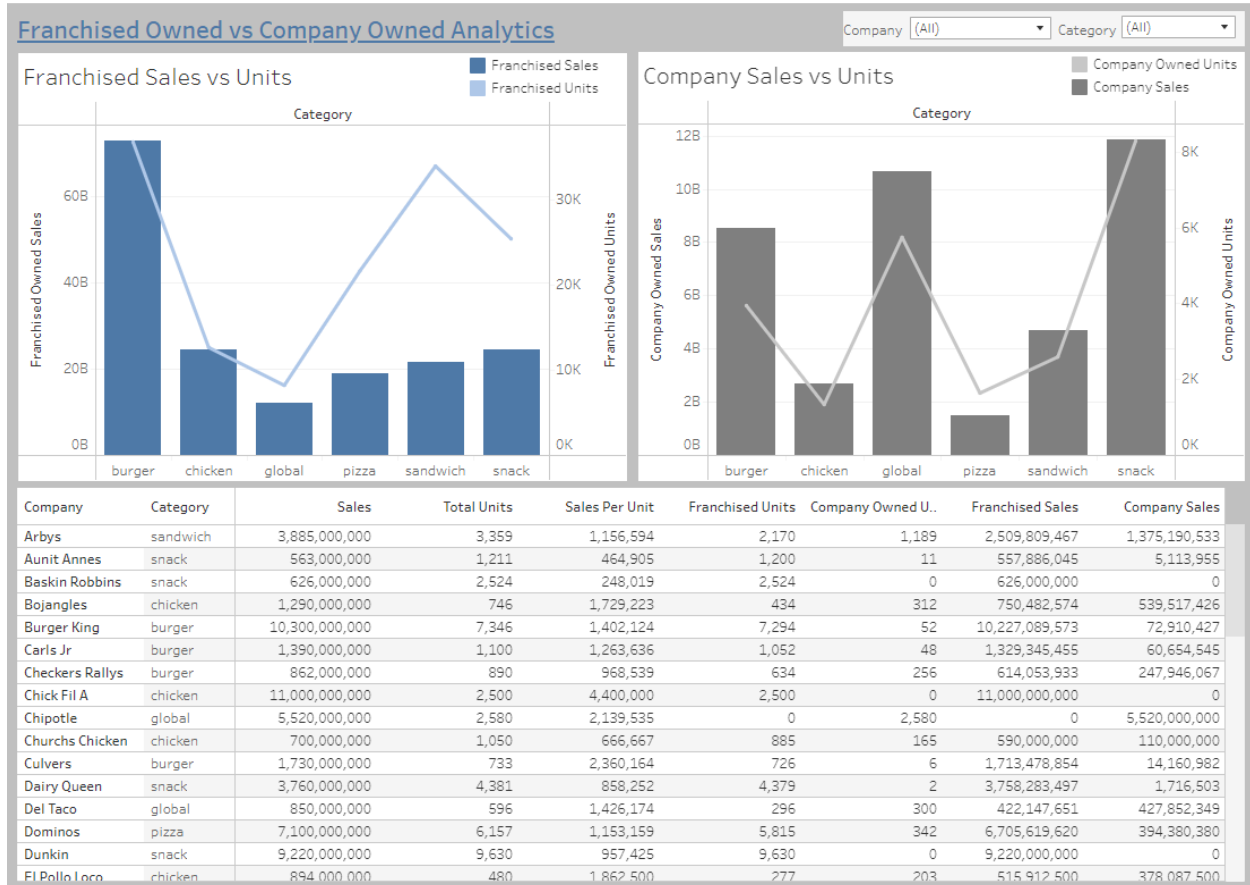 Franchised Owned vs Company Owned Analytics
Company (All) Category (All)
Franchised Sales vs Units
Franchised Sales
Franchised Units
Category
Franchised Owned Sales
60B
40B
20B
0B
30K
20K
10K
0K
Franchised Owned Units
burger chicken global pizza sandwich snack
Company Sales vs Units
Company Owned Units
Company Sales
Category
Company Owned Sales
12B
10B
8B
6B
4B
2B
0B
8K
6K
4K
2K
0K
Company Owned Units
burger chicken global pizza sandwich snack
Company Category Sales Total Units Sales Per Unit Franchised Units Company Owned U.. Franchised Sales Company Sales
Arbys sandwich 3,885,000,000 3,359 1,156,594 2,170 1,189 2,509,809,467 1,375,190,533
Aunit Annes snack 563,000,000 1,211 464,905 1,200 11 557,886,045 5,113,955
Baskin Robbins snack 626,000,000 2,524 248,019 2,524 0 626,000,000 0
Bojangles chicken 1,290,000,000 746 1,729,223 434 312 750,482,574 539,517,426
Burger King burger 10,300,000,000 7,346 1,402,124 7,294 52 10,227,089,573 72,910,427
Carls Jr burger 1,390,000,000 1,100 1,263,636 1,052 48 1,329,345,455 60,654,545
Checkers Rallys burger 862,000,000 890 968,539 634 256 614,053,933 247,946,067
Chick Fil A chicken 11,000,000,000 2,500 4,400,000 2,500 0 11,000,000,000 0
Chipotle global 5,520,000,000 2,580 2,139,535 0 2,580 0 5,520,000,000
Churchs Chicken chicken 700,000,000 1,050 666,667 885 165 590,000,000 110,000,000
Culvers burger 1,730,000,000 733 2,360,164 726 6 1,713,478,854 14,160,982
Dairy Queen snack 3,760,000,000 4,381 858,252 4,379 2 3,758,283,497 1,716,503
Del Taco global 850,000,000 596 1,426,174 296 300 422,147,651 427,852,349
Dominos pizza 7,100,000,000 6,157 1,153,159 5,815 342 6,705,619,620 394,380,380
Dunkin snack 9,220,000,000 9,630 957,425 9,630 0 9,220,000,000 0
El Pollo Loco chicken 894,000,000 480 1,862,500 277 203 515,912,500 378,087,500